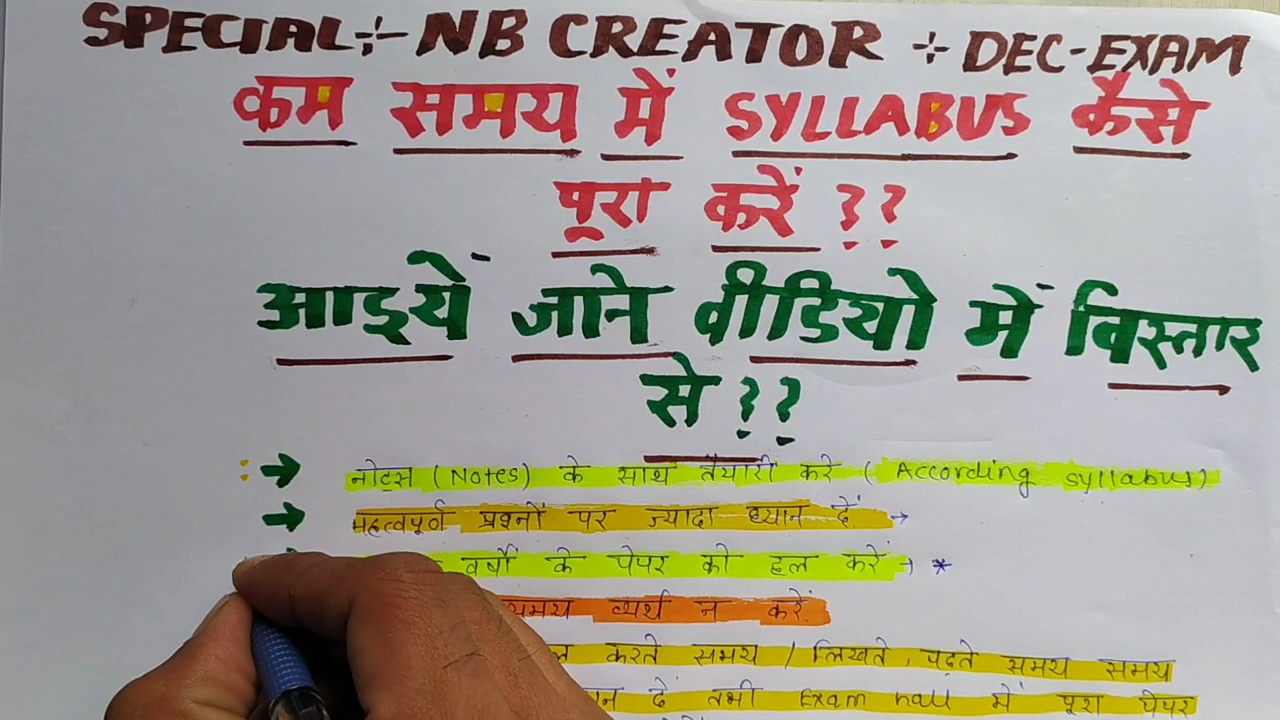 SPECIAL :- NB CREATOR :- DEC-EXAM
कम समय में SYLLABUS कैसे
पूरा करें ??
आइयें जाने वीडियो में विस्तार
से ??
:→ नोट्स (Notes) के साथ तैयारी करे ( According syllabus)
→ महत्वपूर्ण प्रश्नों पर ज्यादा ध्यान दें →
वर्षों के पेपर को हल करें → *
समय व्यर्थ न करें
करते समय / लिखते, पढ़ते समय समय
दें तभी Exam hall में पूरा पेपर